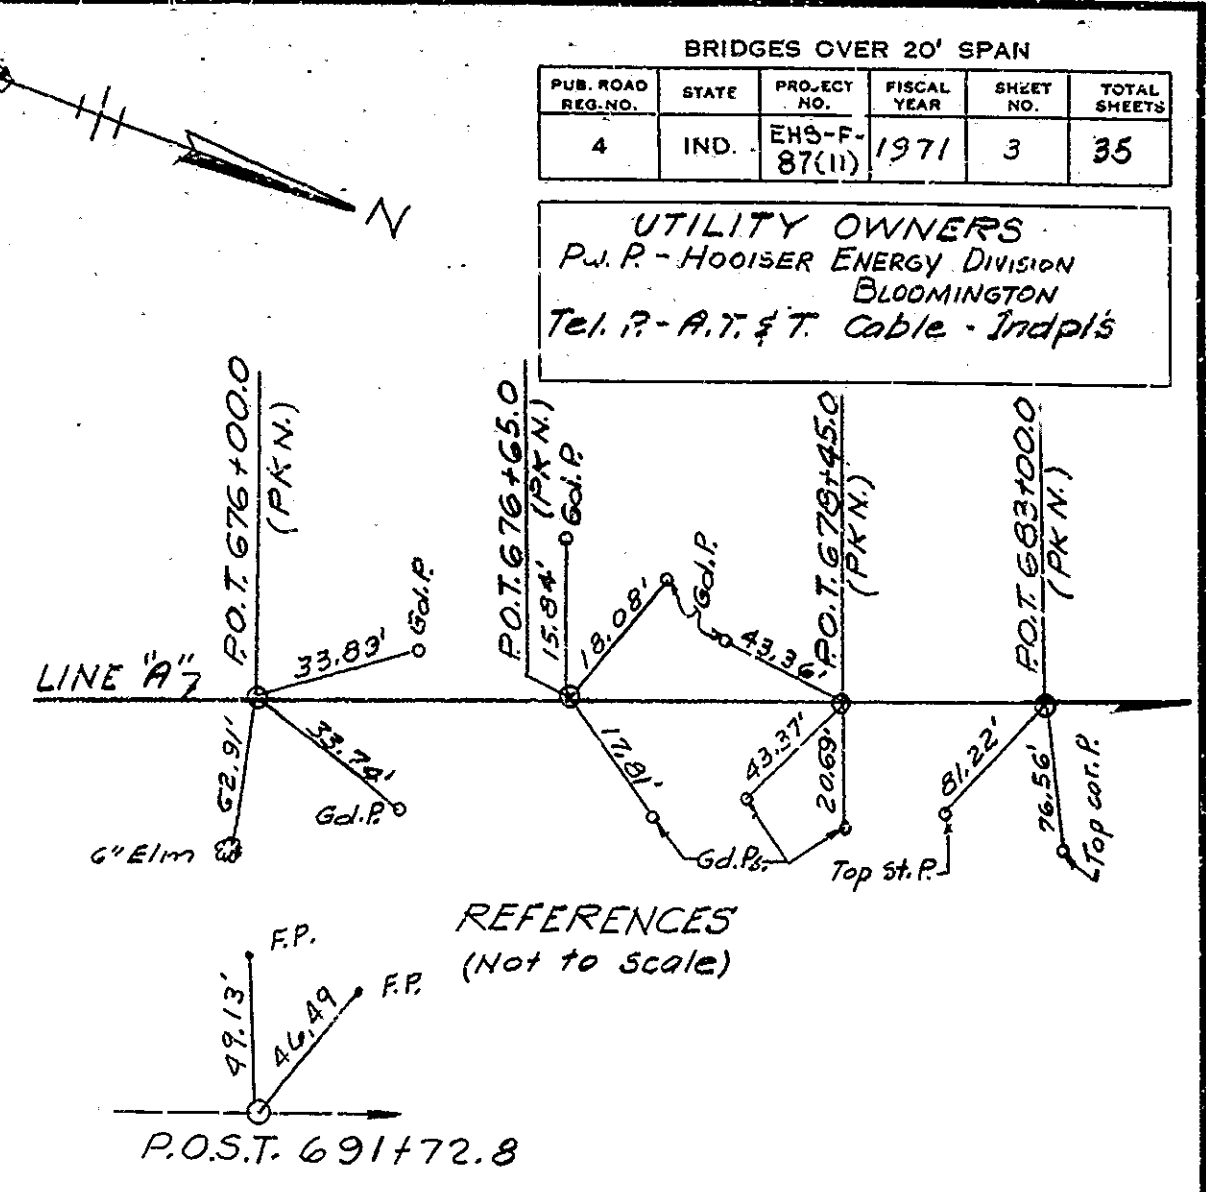 BRIDGES OVER 20' SPAN
PUB. ROAD REG. NO. STATE PROJECT NO. FISCAL YEAR SHEET NO. TOTAL SHEETS
4 IND. EHS-F-87(11) 1971 3 35
N
UTILITY OWNERS
Pw. P. - HOOISER ENERGY DIVISION
BLOOMINGTON
Tel. P. - A.T. & T. Cable - Indpl's
P.O.T. 676+00.0
(PK N.)
P.O.T. 676+65.0
(PK N.)
Gd. P.
P.O.T. 678+45.0
(PK N.)
P.O.T. 683+00.0
(PK N.)
LINE "A"
33.83'
Gd. P.
15.84'
18.08'
Gd. P.
43.36'
62.91'
33.74'
Gd. P.
6" Elm
17.81'
Gd. Ps.
43.37'
20.69'
81.22'
Top St. P.
76.56'
Top cor. P.
REFERENCES
(Not to scale)
F.P.
F.P.
49.13'
46.49
P.O.S.T. 691+72.8